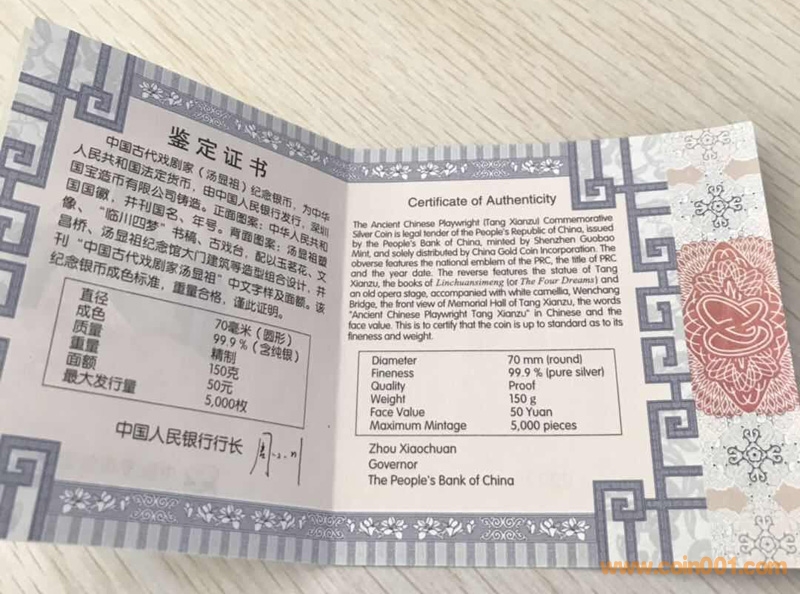 鉴定证书
中国古代戏剧家（汤显祖）纪念银币，为中华
人民共和国法定货币，由中国人民银行发行，深圳
国宝造币有限公司铸造。正面图案：中华人民共和
国国徽，并刊国名、年号。背面图案：汤显祖塑
像、“临川四梦”书稿、古戏台，配以玉茗花、文
昌桥、汤显祖纪念馆大门建筑等造型组合设计，并
刊“中国古代戏剧家汤显祖”中文字样及面额。该
纪念银币成色标准，重量合格，谨此证明。
直径 70毫米（圆形）
成色 99.9％（含纯银）
质量 精制
重量 150克
面额 50元
最大发行量 5,000枚
中国人民银行行长
Certificate of Authenticity
The Ancient Chinese Playwright (Tang Xianzu) Commemorative
Silver Coin is legal tender of the People's Republic of China, issued
by the People's Bank of China, minted by Shenzhen Guobao
Mint, and solely distributed by China Gold Coin Incorporation. The
obverse features the national emblem of the PRC, the title of PRC
and the year date. The reverse features the statue of Tang
Xianzu, the books of Linchuansimeng (or The Four Dreams) and
an old opera stage, accompanied with white camellia, Wenchang
Bridge, the front view of Memorial Hall of Tang Xianzu, the words
"Ancient Chinese Playwright Tang Xianzu" in Chinese and the
face value. This is to certify that the coin is up to standard as to its
fineness and weight.
Diameter 70 mm (round)
Fineness 99.9 % (pure silver)
Quality Proof
Weight 150 g
Face Value 50 Yuan
Maximum Mintage 5,000 pieces
Zhou Xiaochuan
Governor
The People's Bank of China
www.coin001.com